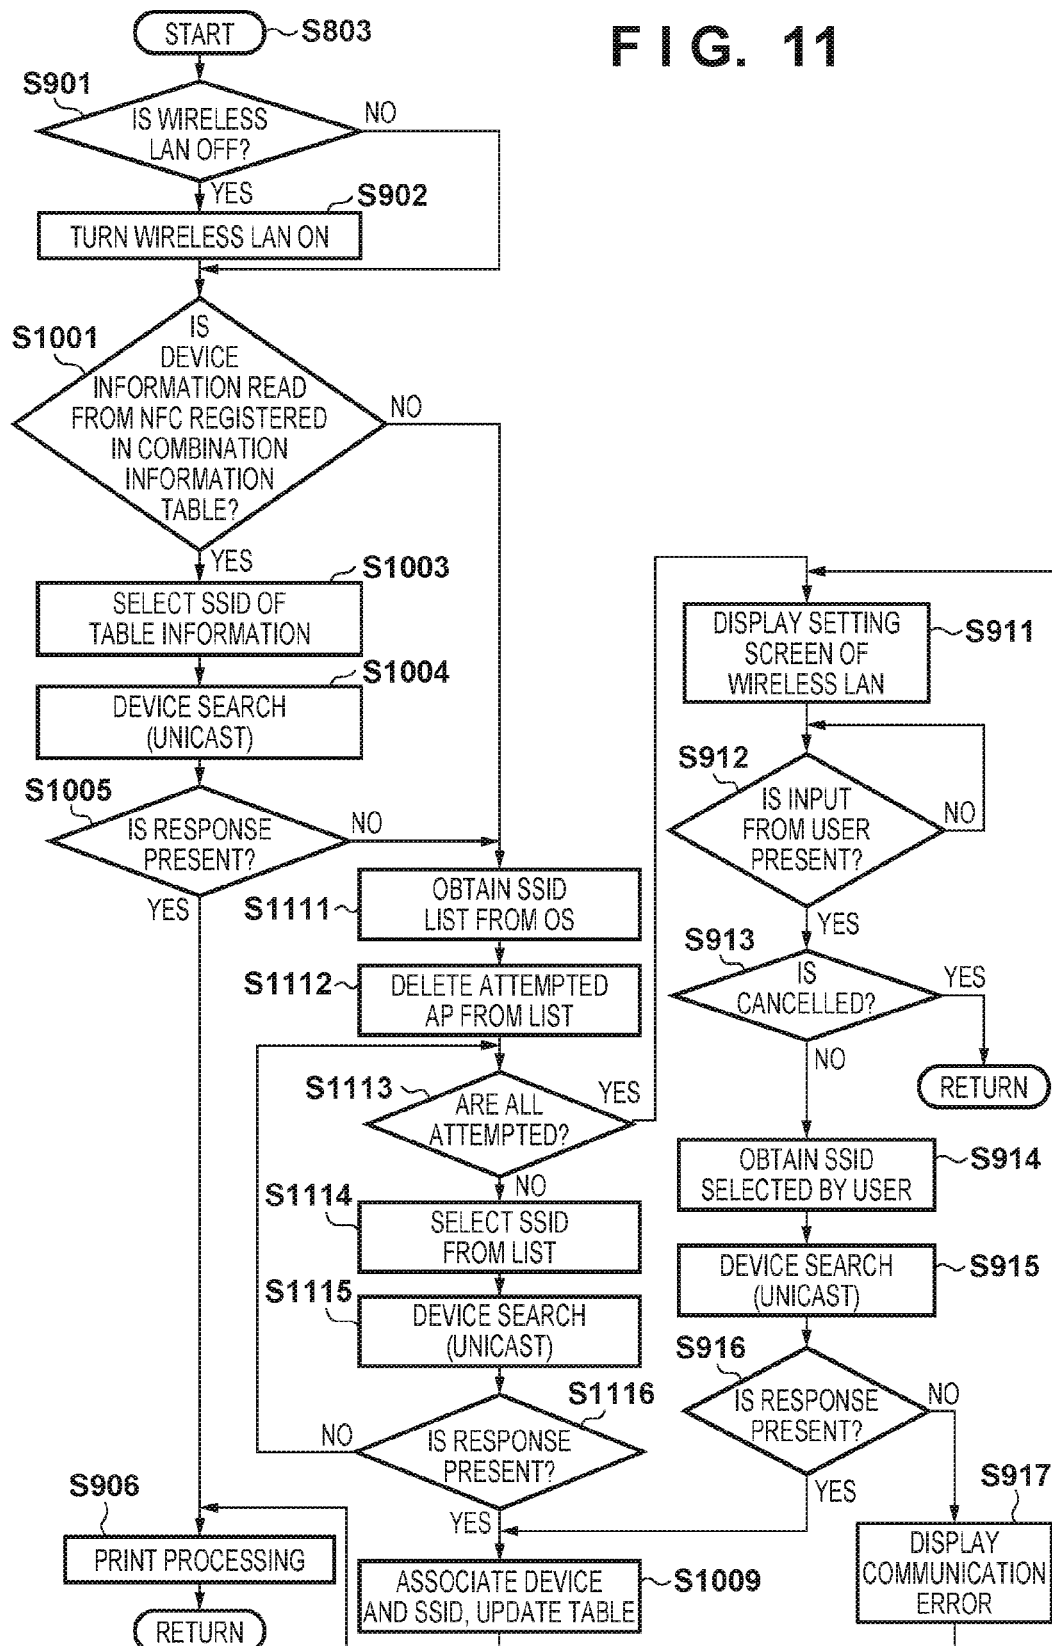 FIG. 11
START
S803
S901
IS WIRELESS
LAN OFF?
NO
YES
S902
TURN WIRELESS LAN ON
S1001
IS
DEVICE
INFORMATION READ
FROM NFC REGISTERED
IN COMBINATION
INFORMATION
TABLE?
NO
YES
S1003
SELECT SSID OF
TABLE INFORMATION
S1004
DEVICE SEARCH
(UNICAST)
S1005
IS RESPONSE
PRESENT?
NO
YES
S1111
OBTAIN SSID
LIST FROM OS
S1112
DELETE ATTEMPTED
AP FROM LIST
S1113
ARE ALL
ATTEMPTED?
YES
NO
S1114
SELECT SSID
FROM LIST
S1115
DEVICE SEARCH
(UNICAST)
S1116
IS RESPONSE
PRESENT?
NO
YES
S906
PRINT PROCESSING
RETURN
S1009
ASSOCIATE DEVICE
AND SSID, UPDATE TABLE
S911
DISPLAY SETTING
SCREEN OF
WIRELESS LAN
S912
IS INPUT
FROM USER
PRESENT?
NO
YES
S913
IS
CANCELLED?
YES
NO
RETURN
S914
OBTAIN SSID
SELECTED BY USER
S915
DEVICE SEARCH
(UNICAST)
S916
IS RESPONSE
PRESENT?
NO
YES
S917
DISPLAY
COMMUNICATION
ERROR